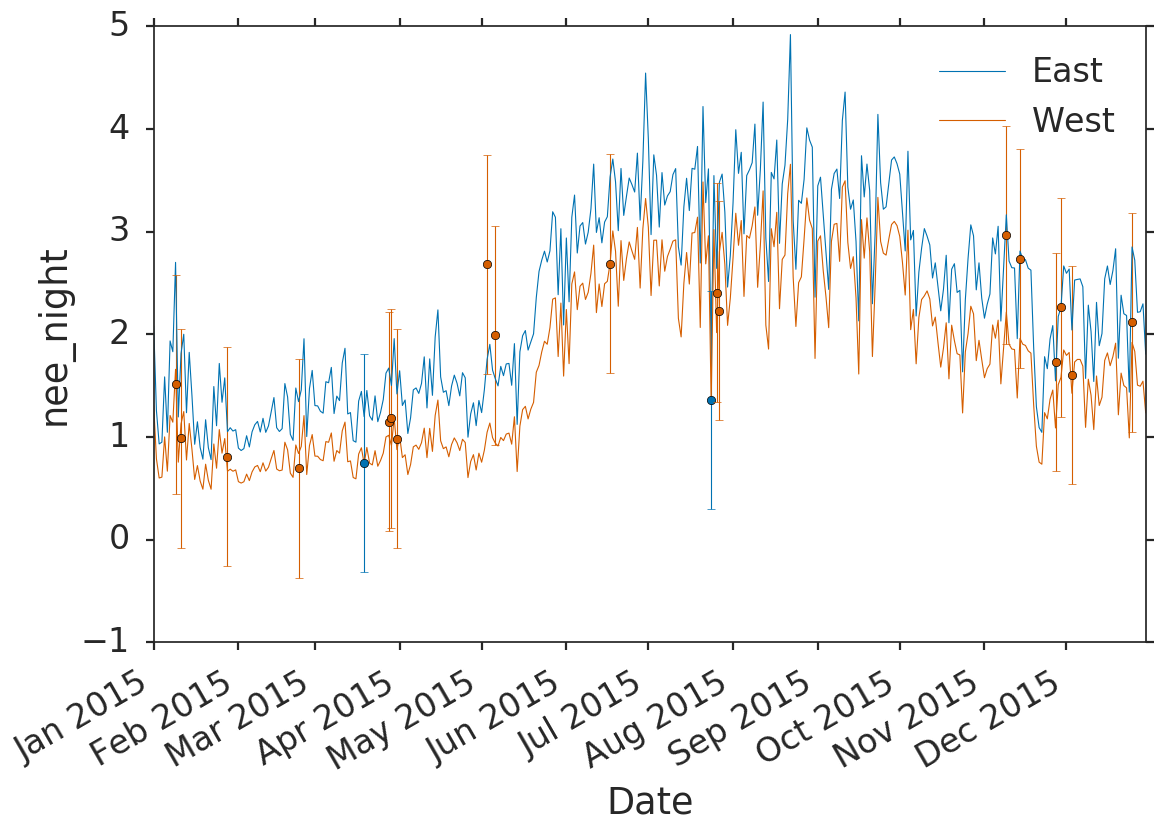 5
4
3
2
1
0
−1
nee_night
East
West
Jan 2015
Feb 2015
Mar 2015
Apr 2015
May 2015
Jun 2015
Jul 2015
Aug 2015
Sep 2015
Oct 2015
Nov 2015
Dec 2015
Date